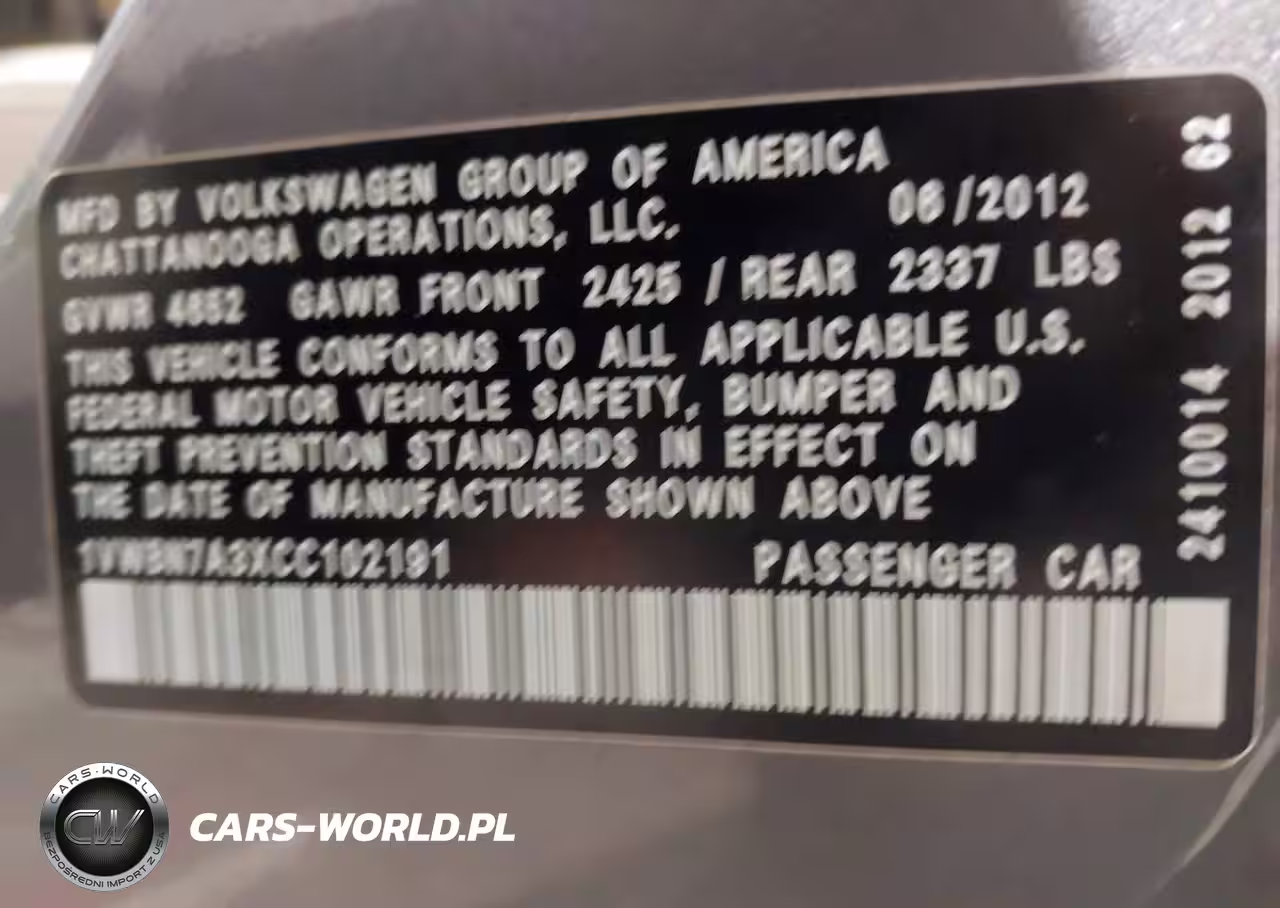 MFD BY VOLKSWAGEN GROUP OF AMERICA
CHATTANOOGA OPERATIONS, LLC. 06/2012
GVWR 4652 GAWR FRONT 2425 / REAR 2337 LBS
THIS VEHICLE CONFORMS TO ALL APPLICABLE U.S.
FEDERAL MOTOR VEHICLE SAFETY, BUMPER AND
THEFT PREVENTION STANDARDS IN EFFECT ON
THE DATE OF MANUFACTURE SHOWN ABOVE
1VWBN7A3XCC102191 PASSENGER CAR
2410014 2012 62
CARS-WORLD
CW
BEZPOŚREDNI IMPORT Z USA
CARS-WORLD.PL